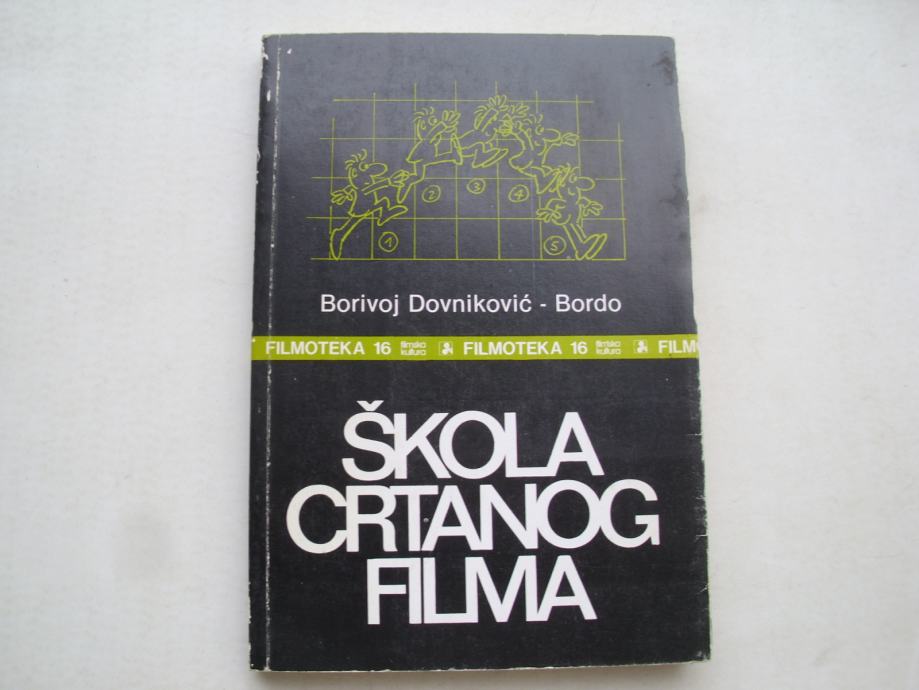 1 2 3 4 5
Borivoj Dovniković - Bordo
FILMOTEKA 16 filmska kultura FILMOTEKA 16 filmska kultura FILMO
ŠKOLA
CRTANOG
FILMA